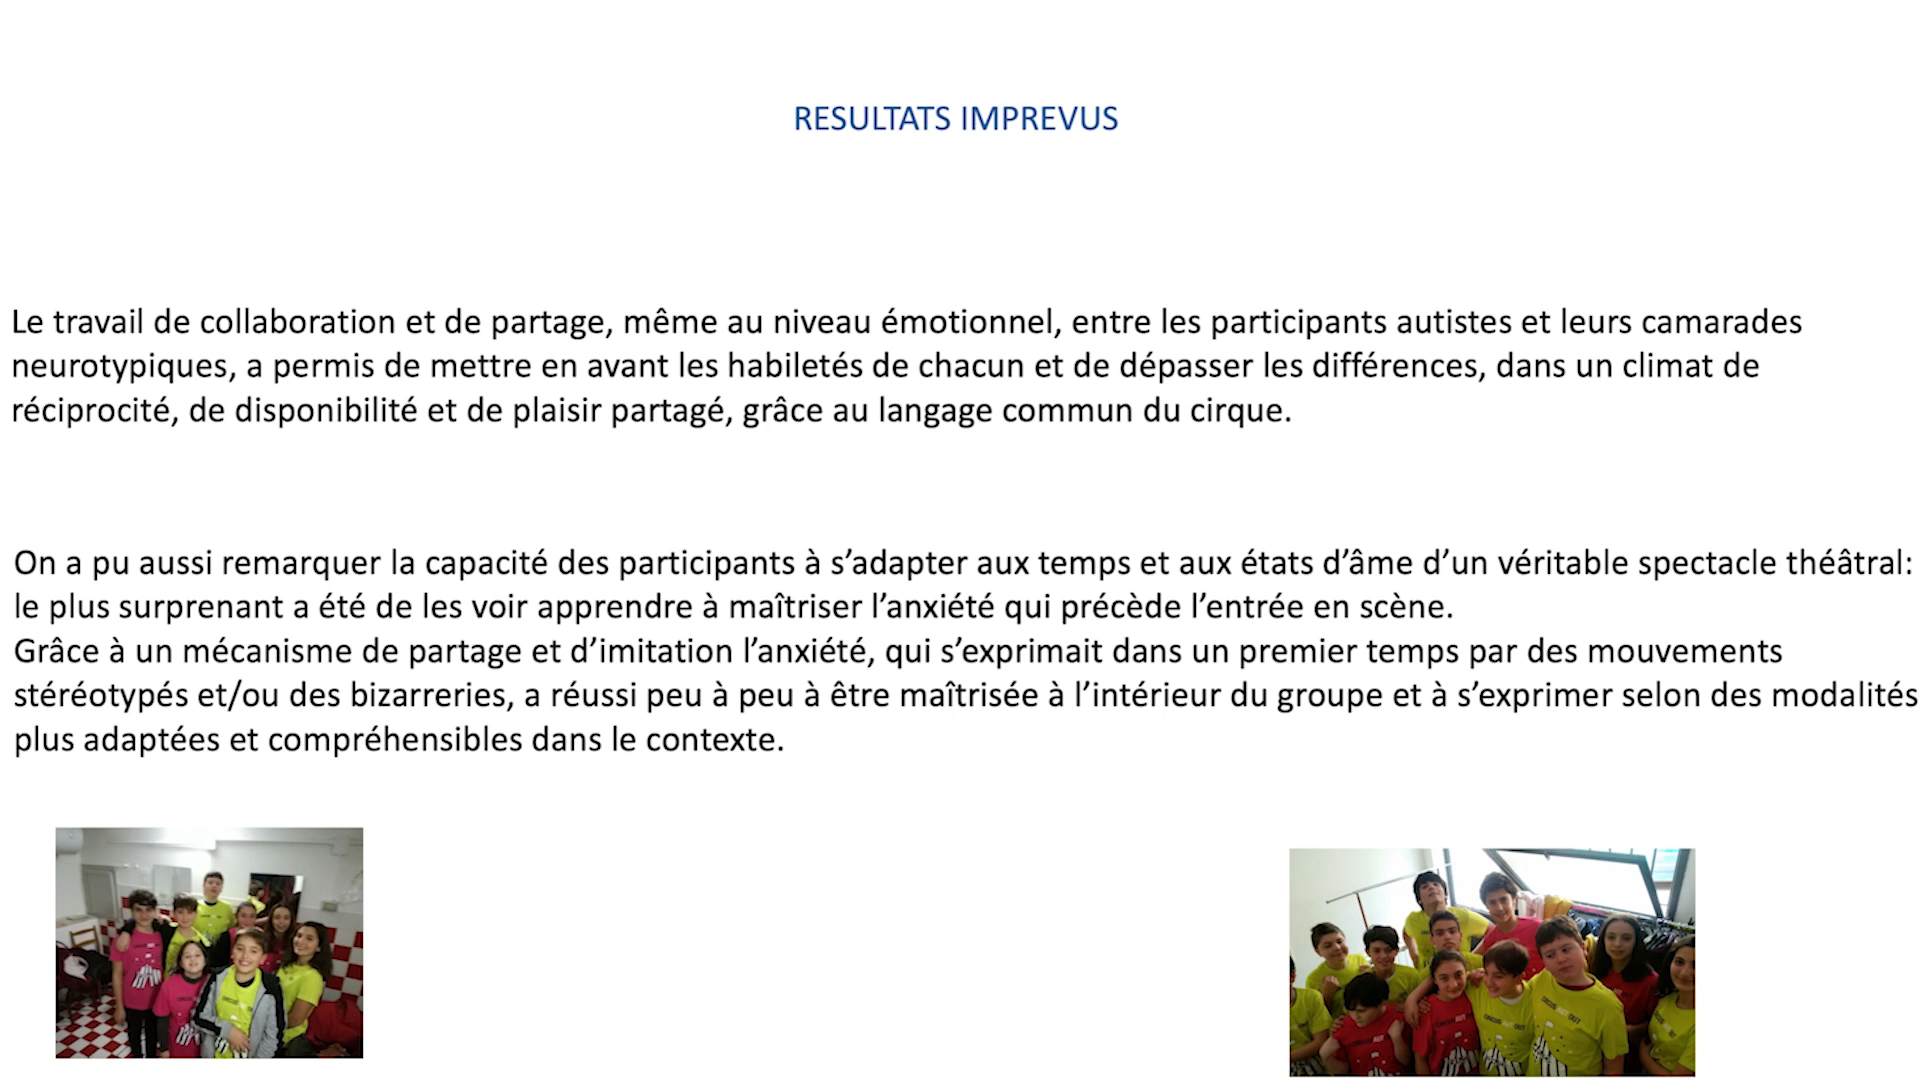 RESULTATS IMPREVUS
Le travail de collaboration et de partage, même au niveau émotionnel, entre les participants autistes et leurs camarades
neurotypiques, a permis de mettre en avant les habiletés de chacun et de dépasser les différences, dans un climat de
réciprocité, de disponibilité et de plaisir partagé, grâce au langage commun du cirque.
On a pu aussi remarquer la capacité des participants à s’adapter aux temps et aux états d’âme d’un véritable spectacle théâtral:
le plus surprenant a été de les voir apprendre à maîtriser l’anxiété qui précède l’entrée en scène.
Grâce à un mécanisme de partage et d’imitation l’anxiété, qui s’exprimait dans un premier temps par des mouvements
stéréotypés et/ou des bizarreries, a réussi peu à peu à être maîtrisée à l’intérieur du groupe et à s’exprimer selon des modalités
plus adaptées et compréhensibles dans le contexte.